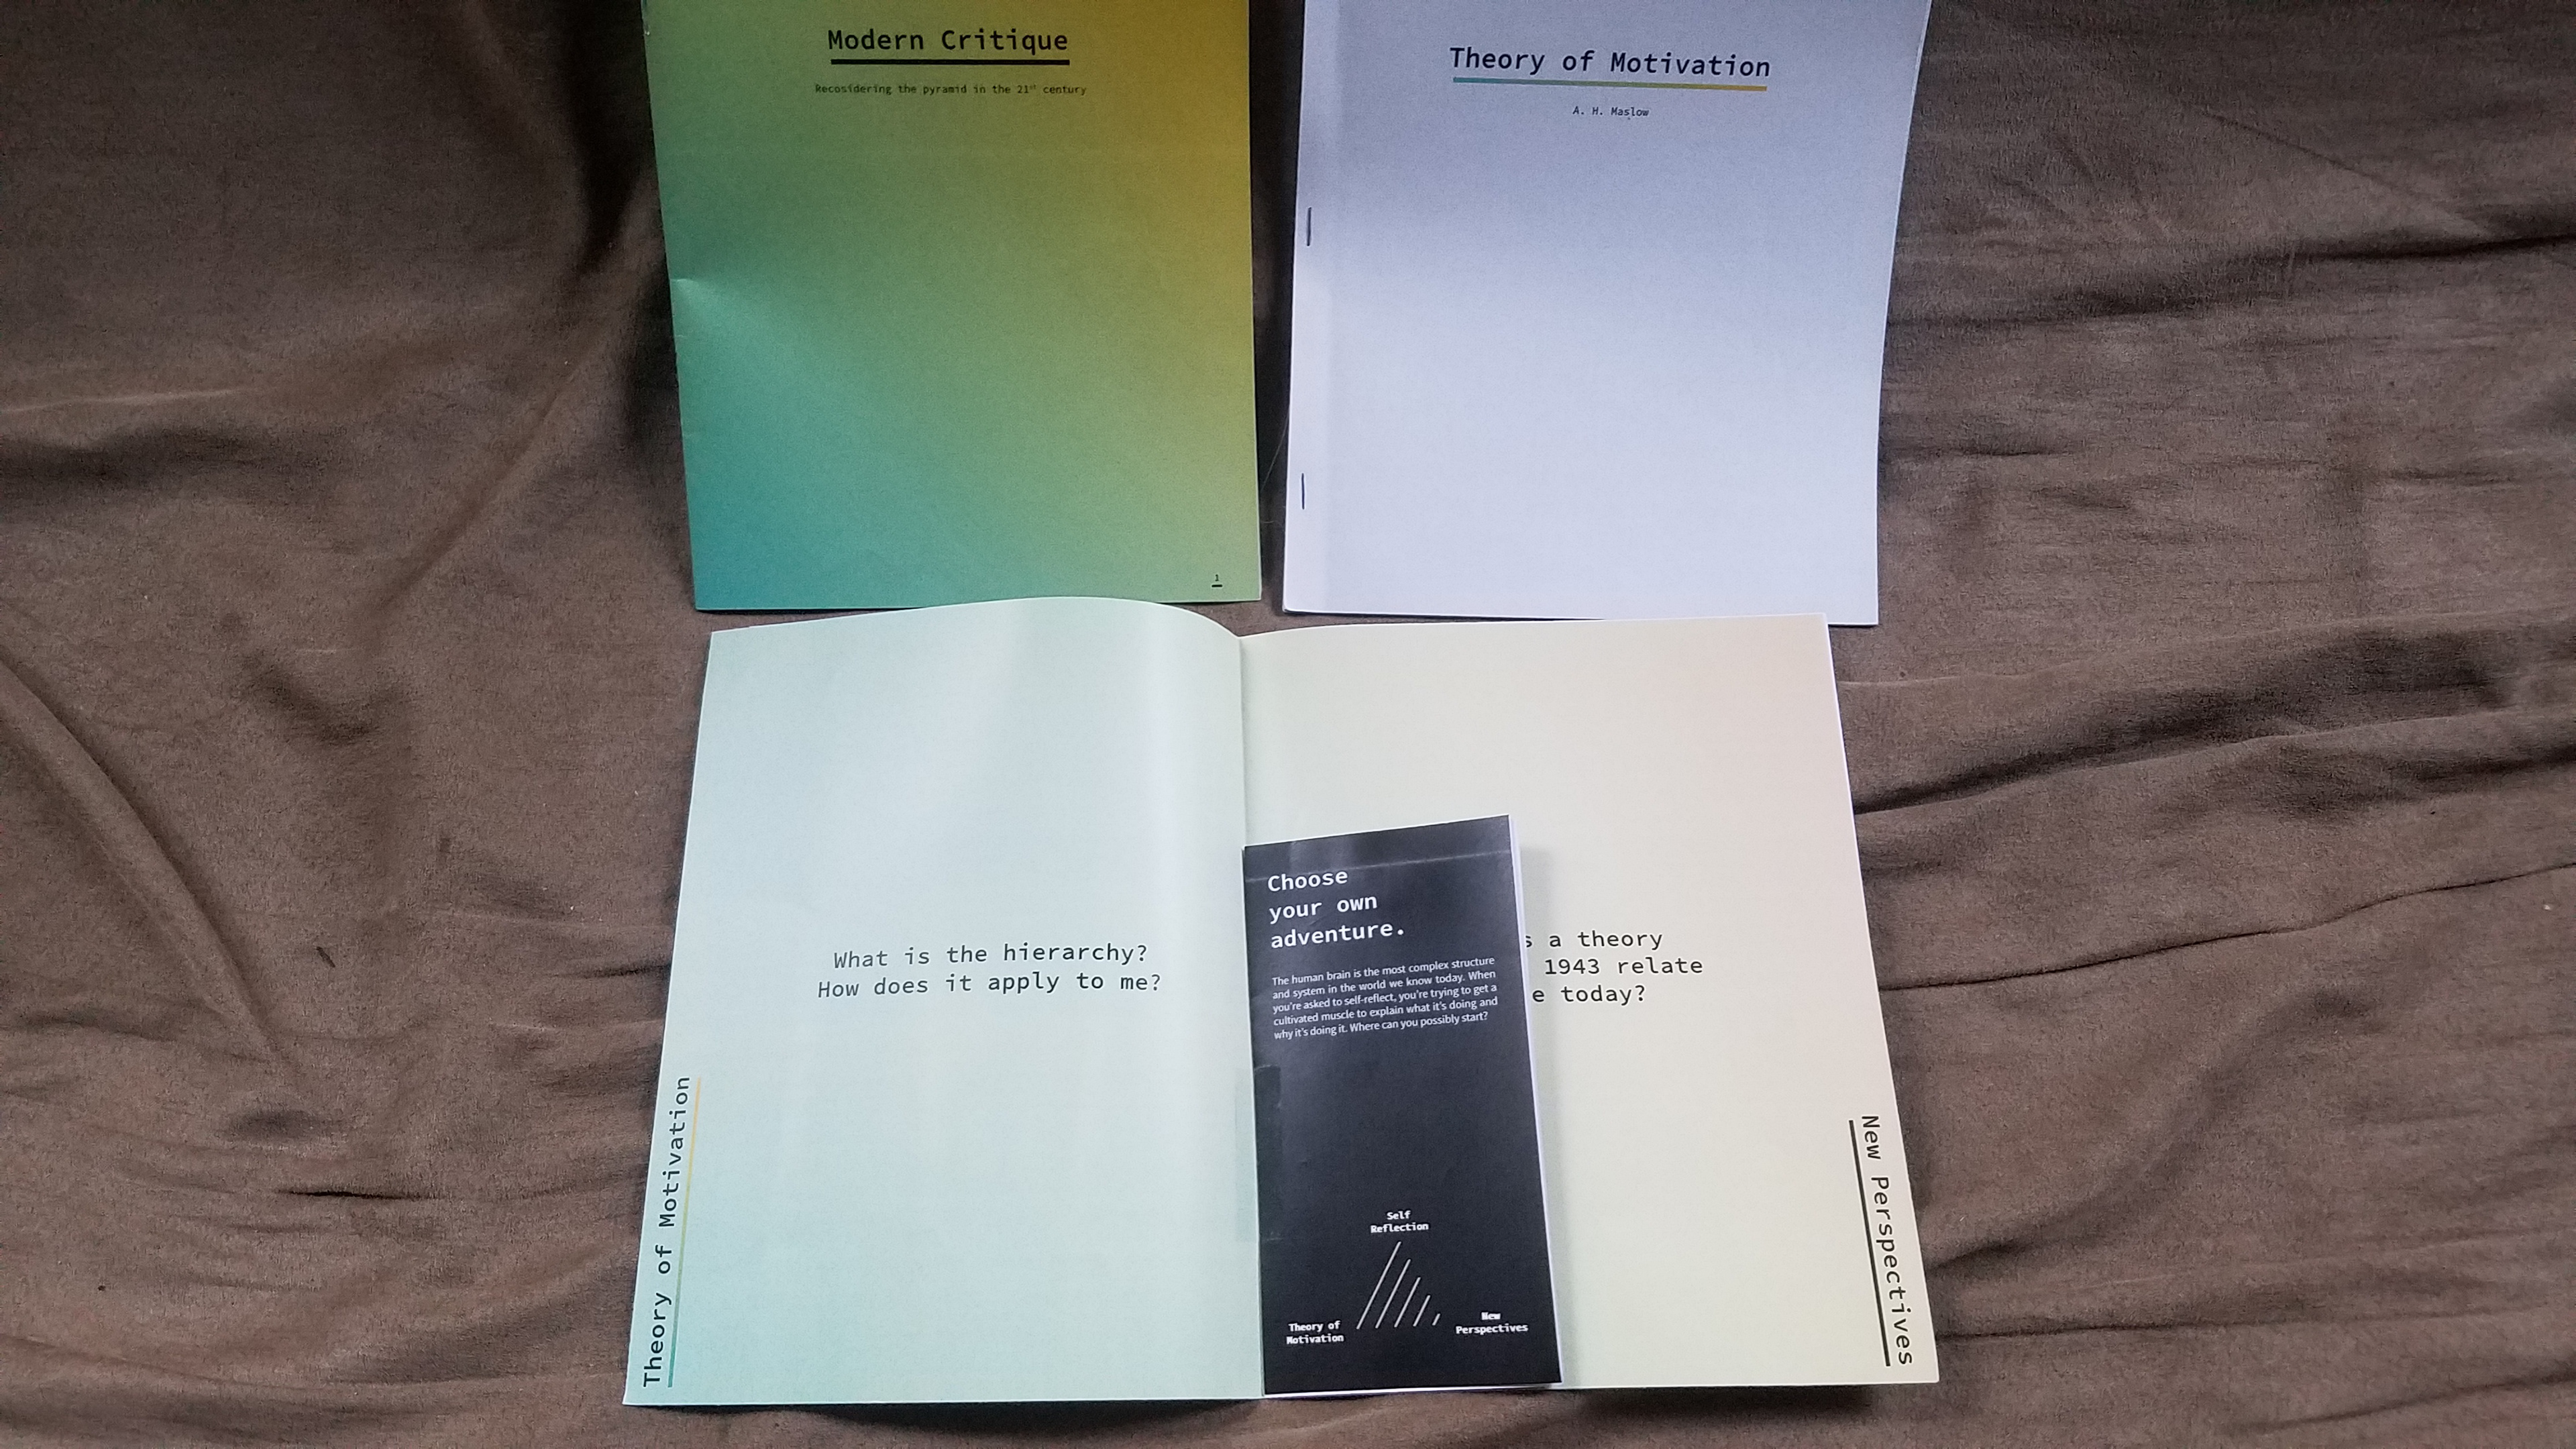 Modern Critique
Recosidering the pyramid in the 21st century
1
Theory of Motivation
A. H. Maslow
What is the hierarchy?
How does it apply to me?
Theory of Motivation
Choose
your own
adventure.
The human brain is the most complex structure
and system in the world we know today. When
you're asked to self-reflect, you're trying to get a
cultivated muscle to explain what it's doing and
why it's doing it. Where can you possibly start?
Self
Reflection
Theory of
Motivation
New
Perspectives
a theory
1943 relate
today?
New Perspectives